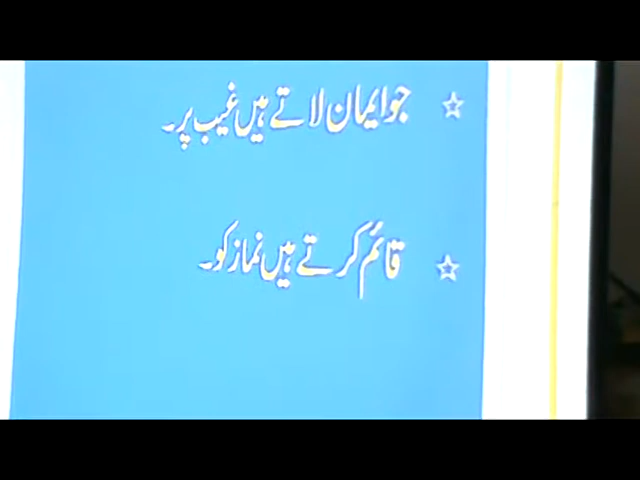 ☆ جو ایمان لاتے ہیں غیب پر۔
☆ قائم کرتے ہیں نماز کو۔